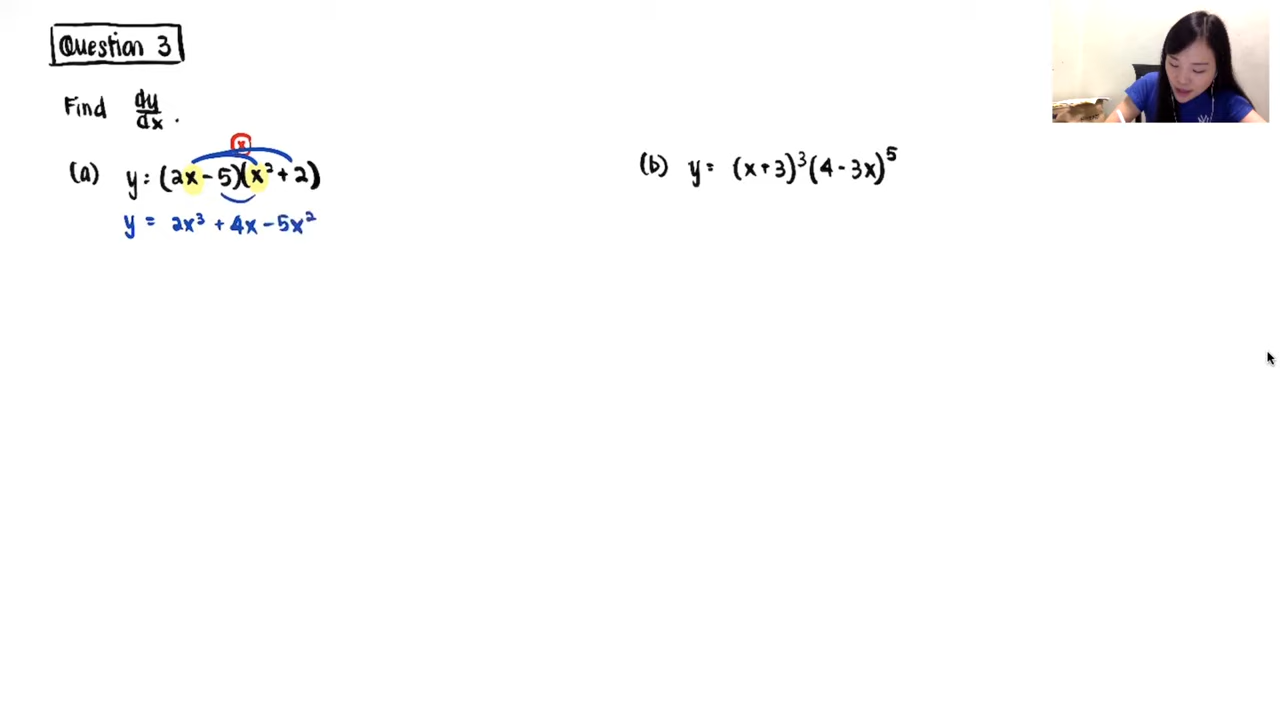 Question 3
Find dy/dx.
x
(a) y = (2x - 5)(x² + 2)
y = 2x³ + 4x - 5x²
(b) y = (x + 3)³(4 - 3x)⁵